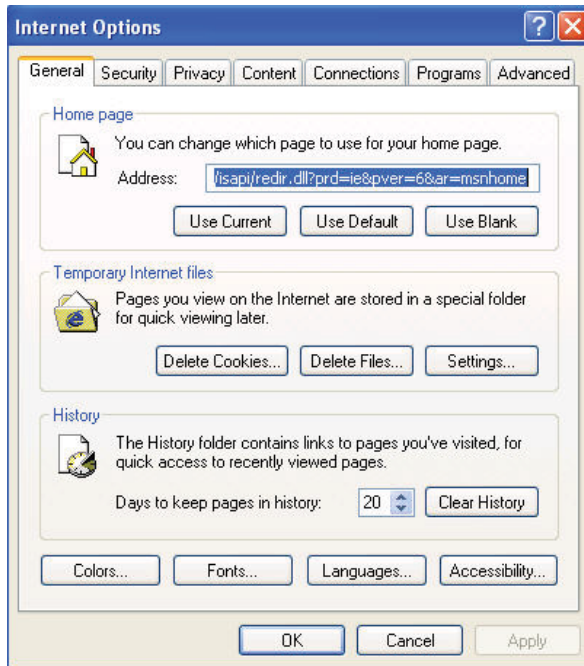 Internet Options
General Security Privacy Content Connections Programs Advanced
Home page
You can change which page to use for your home page.
Address: /isapi/redir.dll?prd=ie&pver=6&ar=msnhome
Use Current Use Default Use Blank
Temporary Internet files
Pages you view on the Internet are stored in a special folder
for quick viewing later.
Delete Cookies... Delete Files... Settings...
History
The History folder contains links to pages you've visited, for
quick access to recently viewed pages.
Days to keep pages in history: 20 Clear History
Colors... Fonts... Languages... Accessibility...
OK Cancel Apply